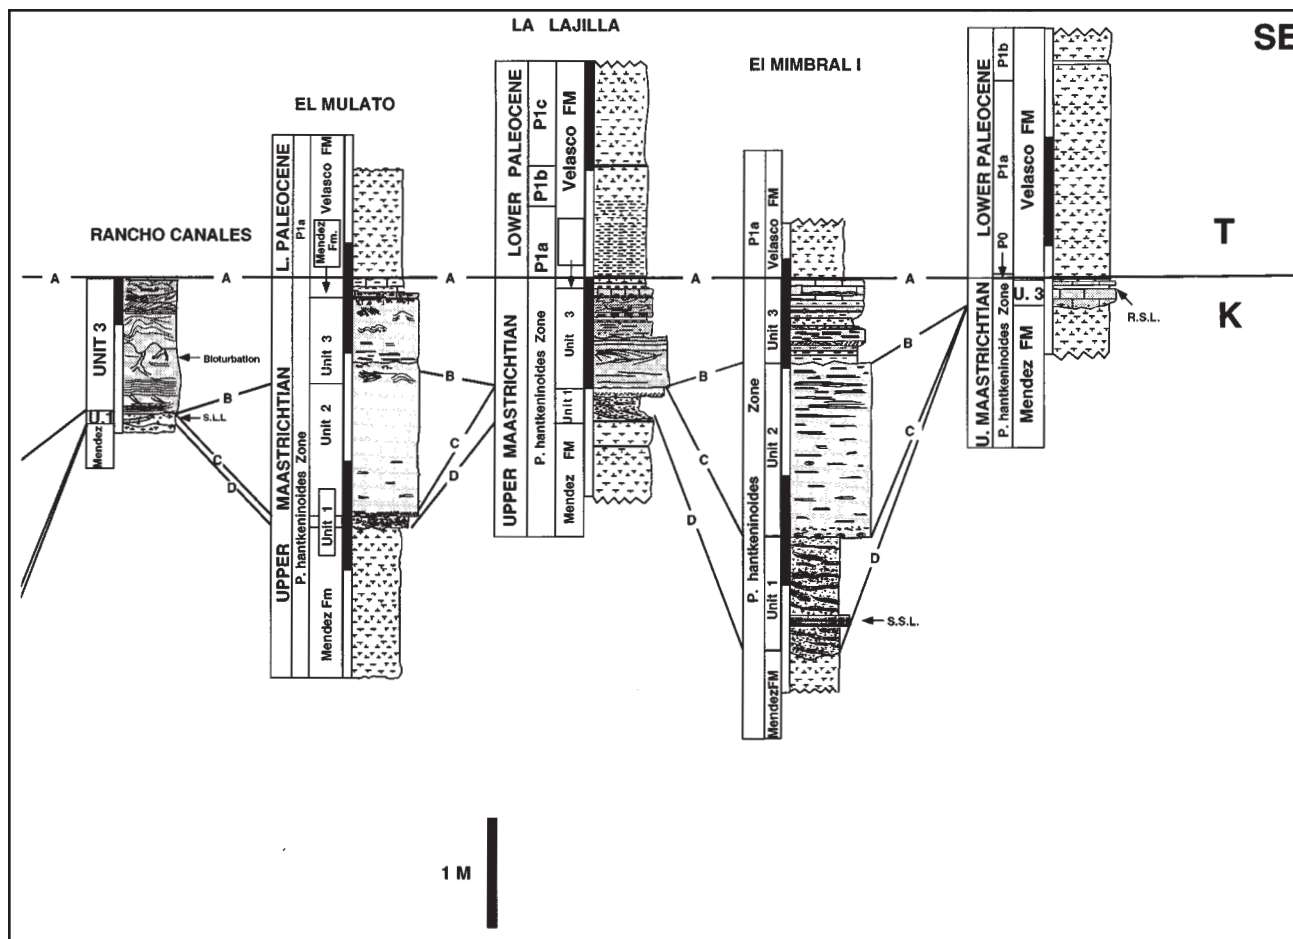 LA LAJILLA
SE
El MIMBRAL I
EL MULATO
RANCHO CANALES
UNIT 3
U.1
Mendez
Bioturbation
S.L.L
L. PALEOCENE
UPPER MAASTRICHTIAN
P1a
P. hantkeninoides Zone
Velasco FM
Mendez
Fm.
Unit 3
Unit 2
Unit 1
Mendez Fm
LOWER PALEOCENE
UPPER MAASTRICHTIAN
P1c
P1b
P1a
P. hantkeninoides Zone
Velasco FM
Unit 3
Unit 1
Mendez FM
P1a
P. hantkeninoides Zone
Velasco FM
Unit 3
Unit 2
Unit 1
Mendez FM
S.S.L.
LOWER PALEOCENE
U. MAASTRICHTIAN
P1b
P1a
P0
P. hantkeninoides Zone
Velasco FM
U. 3
Mendez FM
R.S.L.
T
K
A
A
A
A
A
B
B
B
B
C
C
C
C
D
D
D
D
1 M